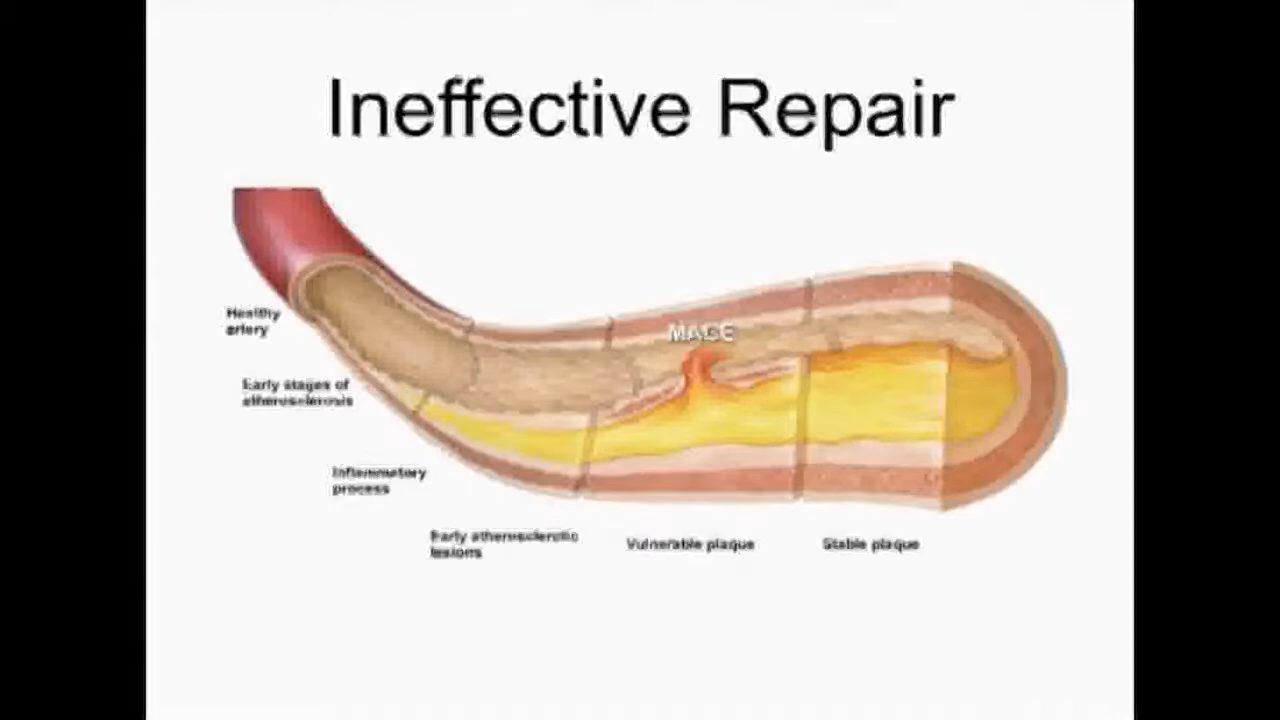 Ineffective Repair
MACE
Healthy
artery
Early stages of
atherosclerosis
Inflammatory
process
Early atherosclerotic
lesions
Vulnerable plaque
Stable plaque